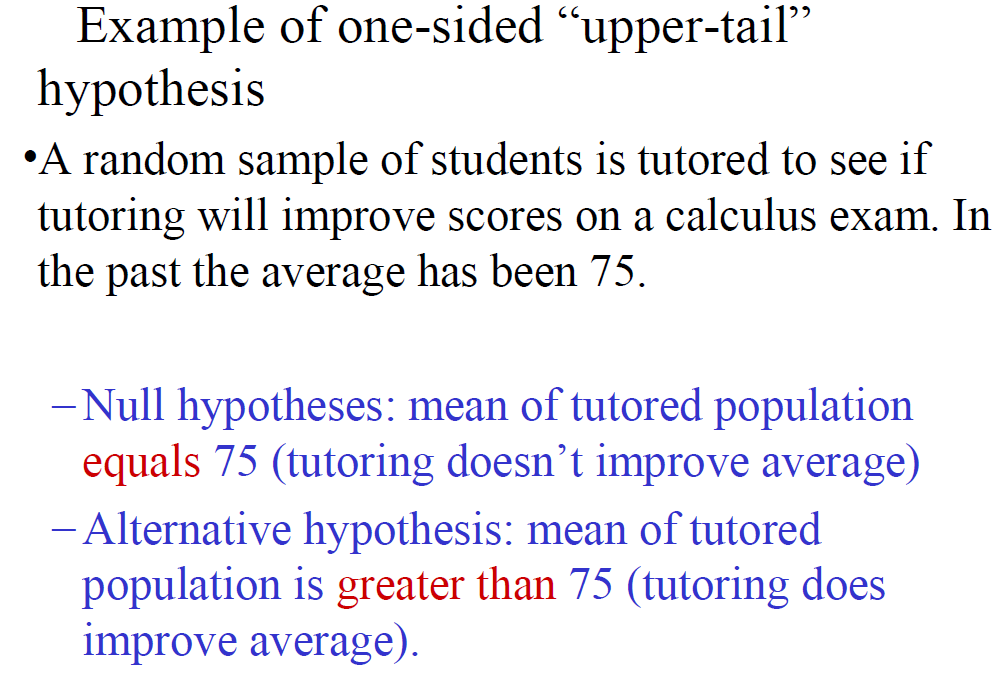 Example of one-sided “upper-tail”
hypothesis
•A random sample of students is tutored to see if
tutoring will improve scores on a calculus exam. In
the past the average has been 75.
–Null hypotheses: mean of tutored population
equals 75 (tutoring doesn’t improve average)
–Alternative hypothesis: mean of tutored
population is greater than 75 (tutoring does
improve average).